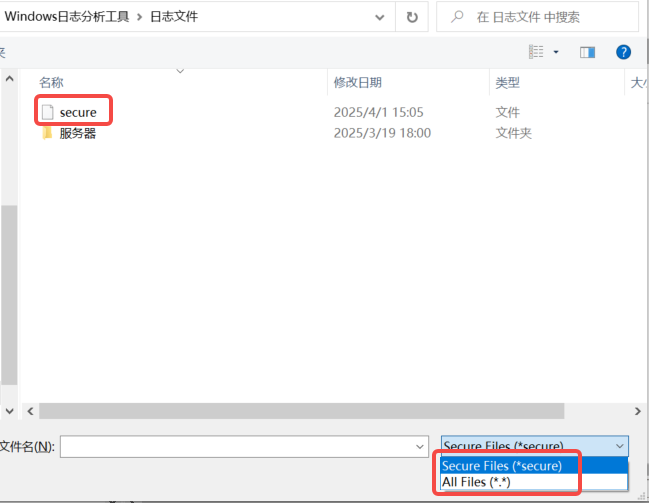 Windows日志分析工具 > 日志文件
在 日志文件 中搜索
名称 修改日期 类型
secure 2025/4/1 15:05 文件
服务器 2025/3/19 18:00 文件夹
文件名(N):
Secure Files (*secure)
Secure Files (*secure)
All Files (*.*)